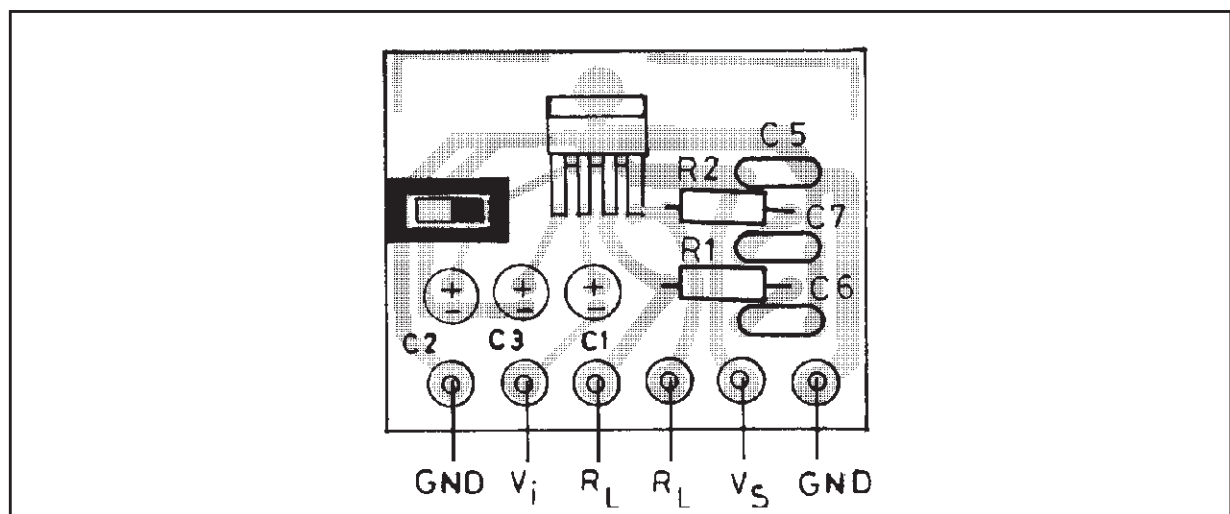 C5
R2
C7
R1
C6
+ + +
- - -
C2 C3 C1
GND Vi RL RL VS GND